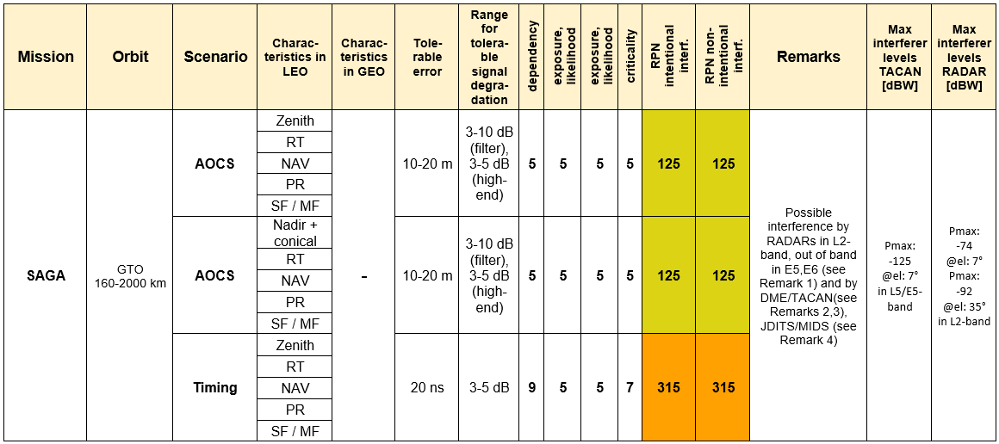 Mission
Orbit
Scenario
Charac-
teristics in
LEO
Charac-
teristics
in GEO
Tole-
rable
error
Range
for
tolera-
ble
signal
degra-
dation
dependency
exposure,
likelihood
exposure,
likelihood
criticality
RPN
intentional
interf.
RPN non-
intentional
interf.
Remarks
Max
interferer
levels
TACAN
[dBW]
Max
interferer
levels
RADAR
[dBW]
SAGA
GTO
160-2000 km
AOCS
Zenith
RT
NAV
PR
SF / MF
-
10-20 m
3-10 dB
(filter),
3-5 dB
(high-
end)
5
5
5
5
125
125
Possible
interference by
RADARs in L2-
band, out of band
in E5,E6 (see
Remark 1) and by
DME/TACAN(see
Remarks 2,3),
JDITS/MIDS (see
Remark 4)
Pmax:
-125
@el: 7°
in L5/E5-
band
Pmax:
-74
@el: 7°
Pmax:
-92
@el: 35°
in L2-band
AOCS
Nadir +
conical
RT
NAV
PR
SF / MF
10-20 m
3-10 dB
(filter),
3-5 dB
(high-
end)
5
5
5
5
125
125
Timing
Zenith
RT
NAV
PR
SF / MF
20 ns
3-5 dB
9
5
5
7
315
315